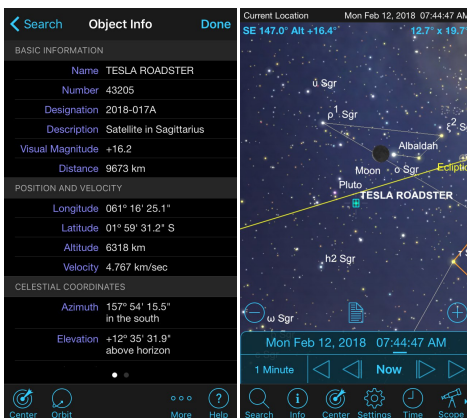 Search Object Info Done
BASIC INFORMATION
Name TESLA ROADSTER
Number 43205
Designation 2018-017A
Description Satellite in Sagittarius
Visual Magnitude +16.2
Distance 9673 km
POSITION AND VELOCITY
Longitude 061° 16' 25.1"
Latitude 01° 59' 31.2" S
Altitude 6318 km
Velocity 4.767 km/sec
CELESTIAL COORDINATES
Azimuth 157° 54' 15.5"
in the south
Elevation +12° 35' 31.9"
above horizon
Center Orbit More Help
Current Location Mon Feb 12, 2018 07:44:47 AM
SE 147.0° Alt +16.4° 12.7° x 19.7°
ū Sgr
ρ¹ Sgr
ξ² S
Albaldah
Moon ο Sgr Eclipti
Pluto
TESLA ROADSTER
h2 Sgr
ω Sgr
Mon Feb 12, 2018 07:44:47 AM
1 Minute Now
Search Info Center Settings Time Scope